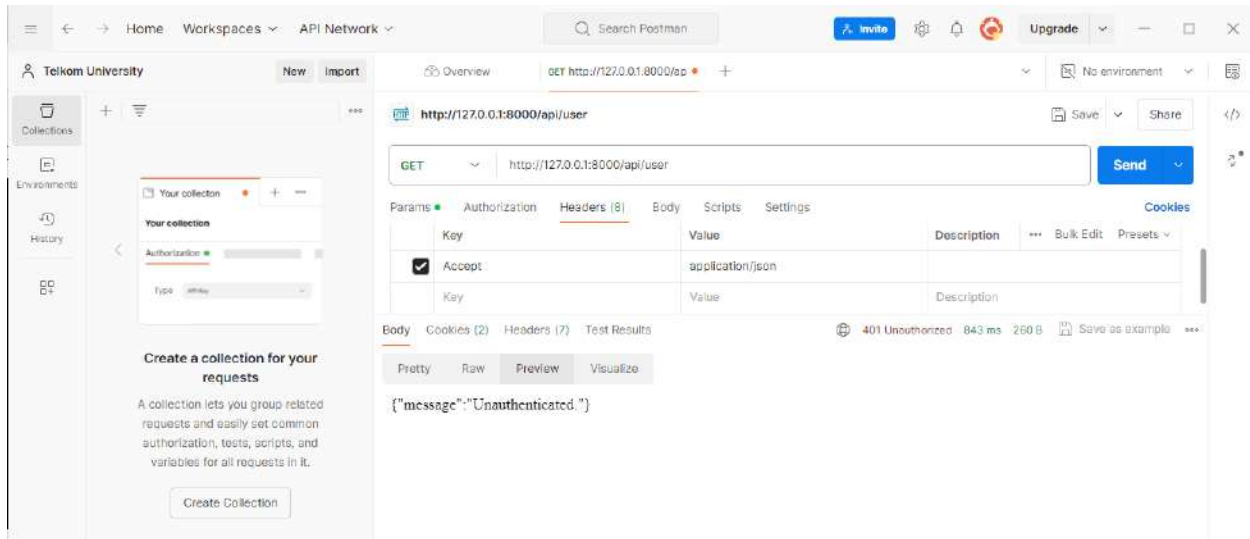 Home Workspaces API Network Search Postman Invite Upgrade
Telkom University New Import Overview GET http://127.0.0.1:8000/ap No environment
Collections
Environments
History
Your collecton
Your collection
Authorization
Type
Create a collection for your
requests
A collection lets you group related
requests and easily set common
authorization, tests, scripts, and
variables for all requests in it.
Create Collection
http://127.0.0.1:8000/api/user Save Share
GET http://127.0.0.1:8000/api/user Send
Params Authorization Headers (8) Body Scripts Settings Cookies
Key Value Description Bulk Edit Presets
Accept application/json
Key Value Description
Body Cookies (2) Headers (7) Test Results 401 Unauthorized 843 ms 260 B Save as example
Pretty Raw Preview Visualize
{"message":"Unauthenticated."}